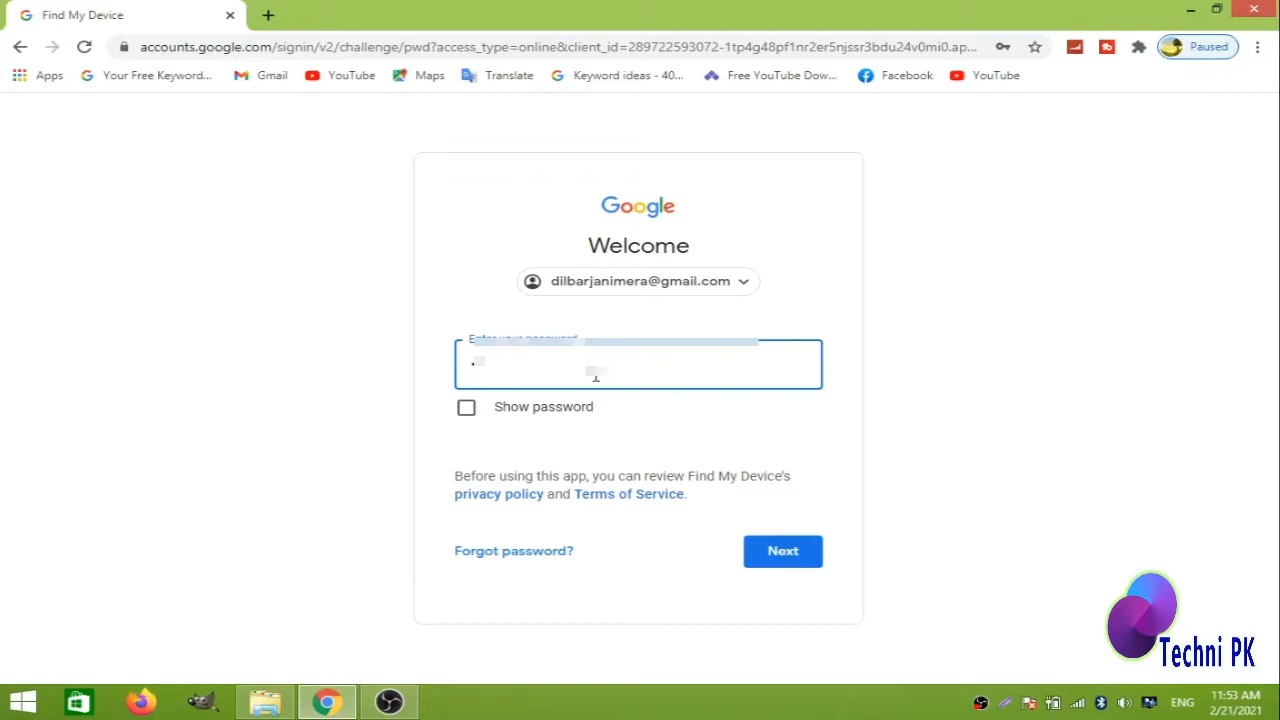 Find My Device
accounts.google.com/signin/v2/challenge/pwd?access_type=online&client_id=289722593072-1tp4g48pf1nr2er5njssr3bdu24v0mi0.ap...
Paused
Apps
Your Free Keyword...
Gmail
YouTube
Maps
Translate
Keyword ideas - 40...
Free YouTube Dow...
Facebook
YouTube
Google
Welcome
dilbarjanimera@gmail.com
Enter your password
Show password
Before using this app, you can review Find My Device's
privacy policy and Terms of Service.
Forgot password?
Next
Techni PK
ENG
11:53 AM
2/21/2021